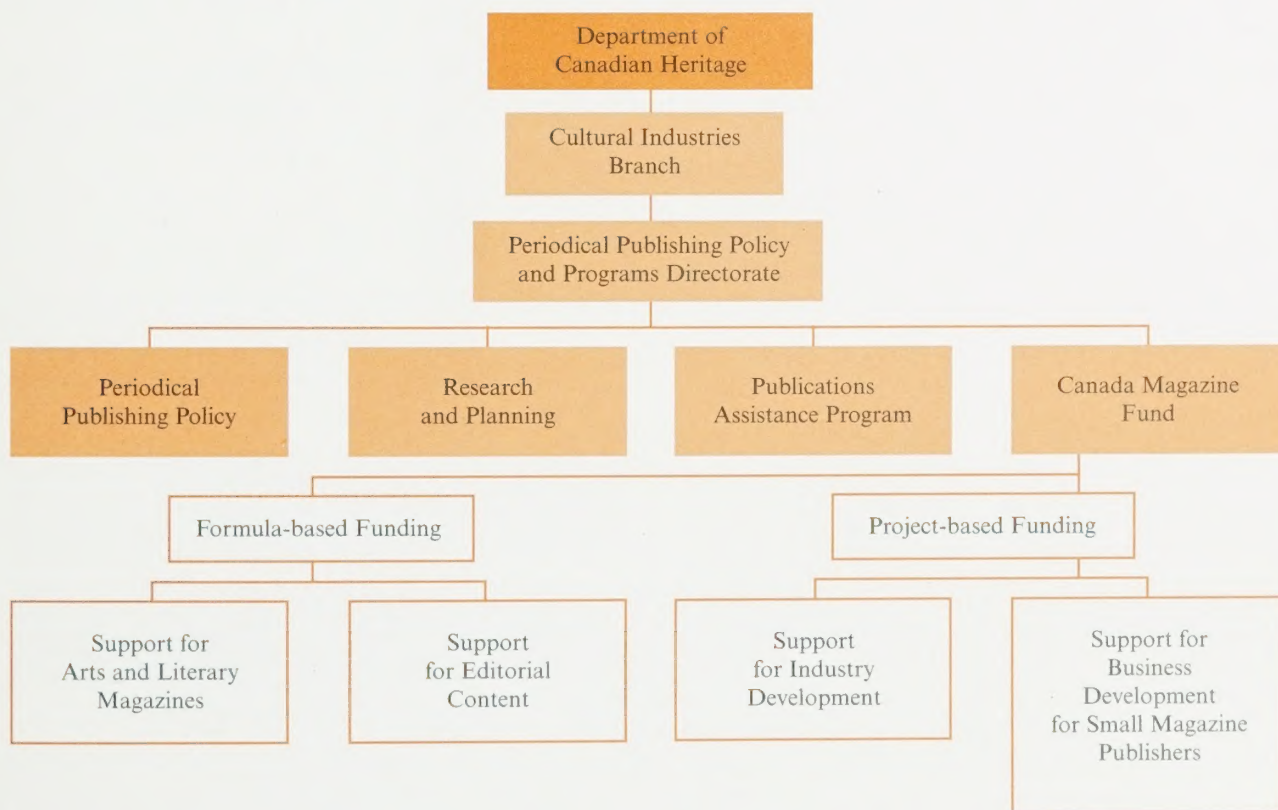 Department of
Canadian Heritage
Cultural Industries
Branch
Periodical Publishing Policy
and Programs Directorate
Periodical
Publishing Policy
Research
and Planning
Publications
Assistance Program
Canada Magazine
Fund
Formula-based Funding
Project-based Funding
Support for
Arts and Literary
Magazines
Support
for Editorial
Content
Support
for Industry
Development
Support for
Business
Development
for Small Magazine
Publishers